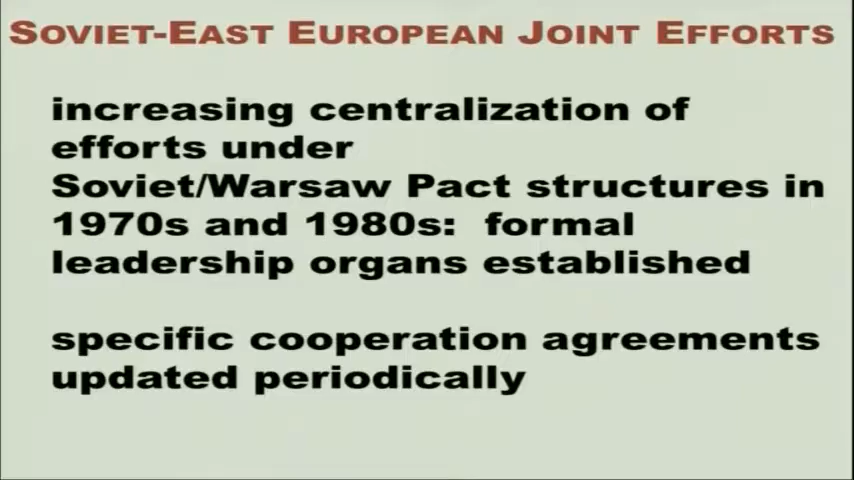 SOVIET-EAST EUROPEAN JOINT EFFORTS
increasing centralization of
efforts under
Soviet/Warsaw Pact structures in
1970s and 1980s:  formal
leadership organs established
specific cooperation agreements
updated periodically